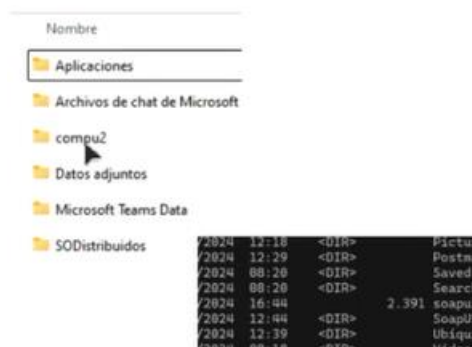 Nombre
Aplicaciones
Archivos de chat de Microsoft
compu2
Datos adjuntos
Microsoft Teams Data
SODistribuidos
/2024 12:18 <DIR> Pictu
/2024 12:29 <DIR> Postm
/2024 08:20 <DIR> Saved
/2024 08:20 <DIR> Searc
/2024 16:44 2.391 soapu
/2024 12:44 <DIR> SoapU
/2024 12:39 <DIR> Ubiqu